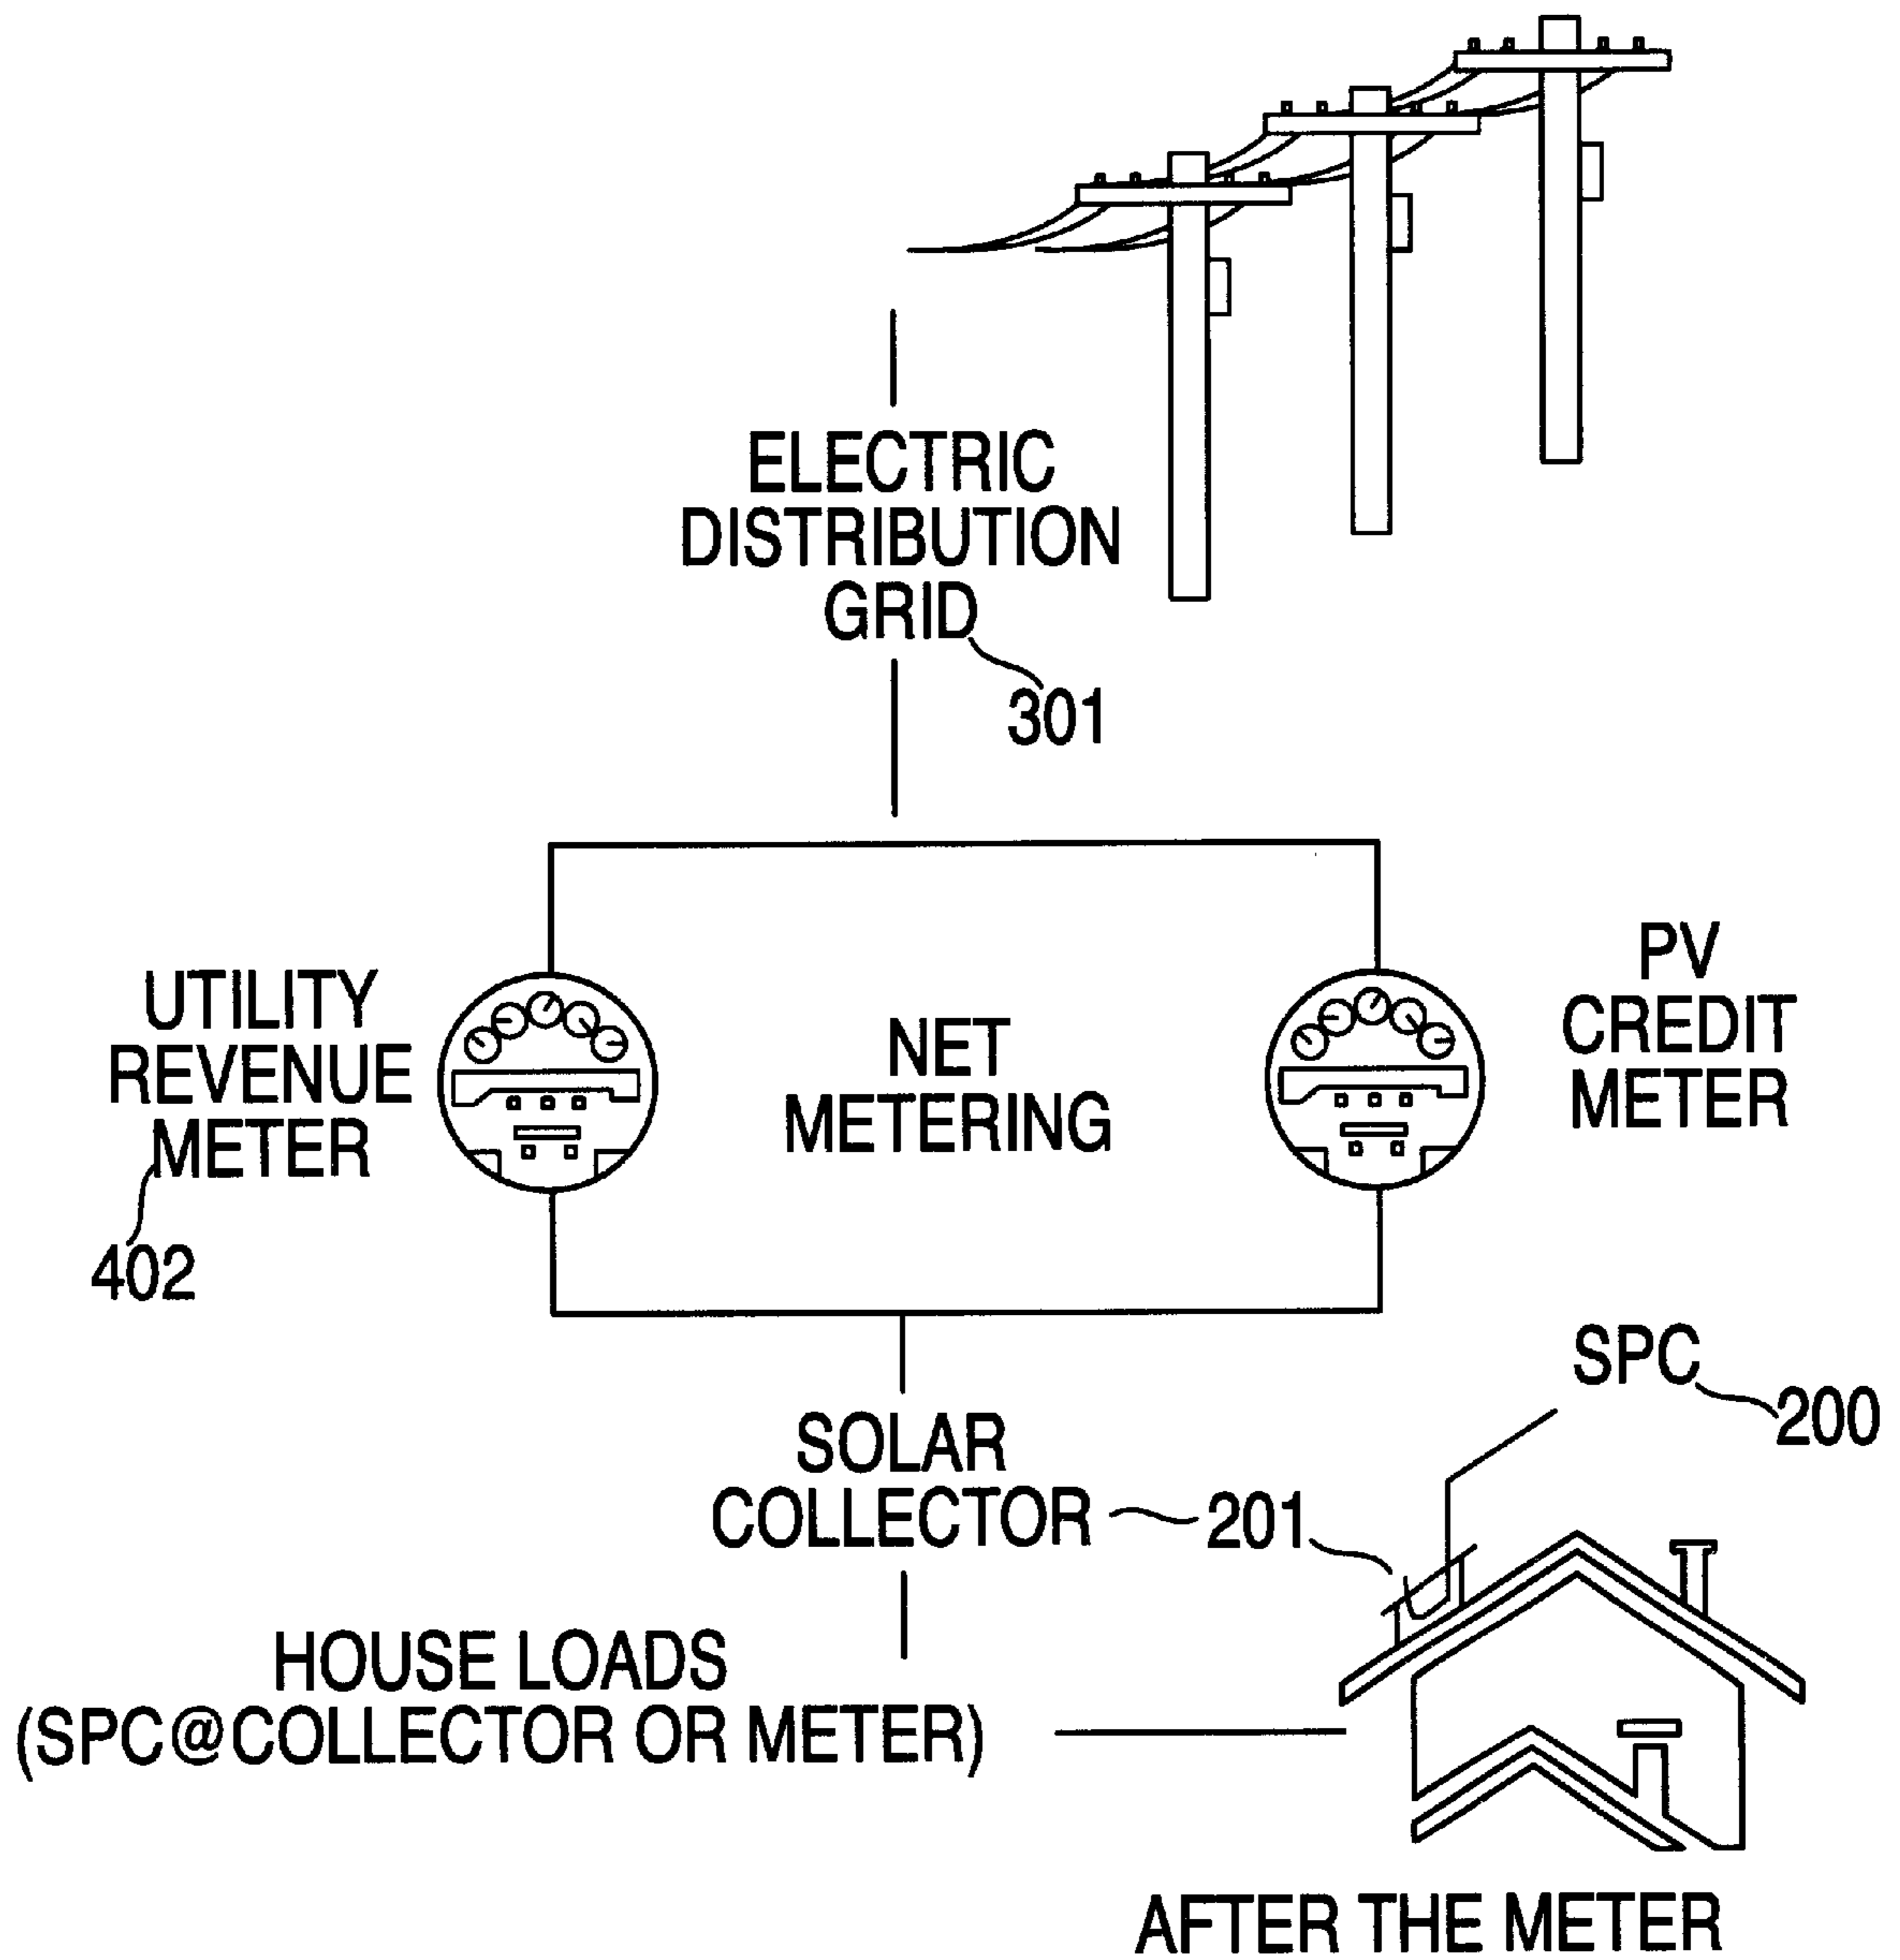 ELECTRIC
DISTRIBUTION
GRID
301
UTILITY
REVENUE
METER
402
NET
METERING
PV
CREDIT
METER
SPC
200
SOLAR
COLLECTOR
201
HOUSE LOADS
(SPC@COLLECTOR OR METER)
AFTER THE METER